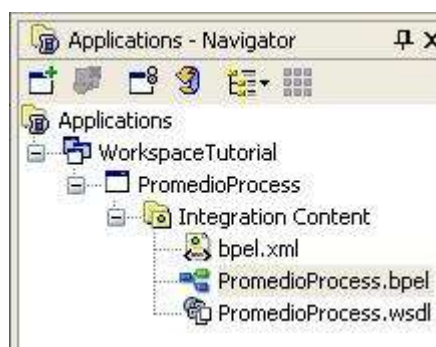 Applications - Navigator
Applications
WorkspaceTutorial
PromedioProcess
Integration Content
bpel.xml
PromedioProcess.bpel
PromedioProcess.wsdl